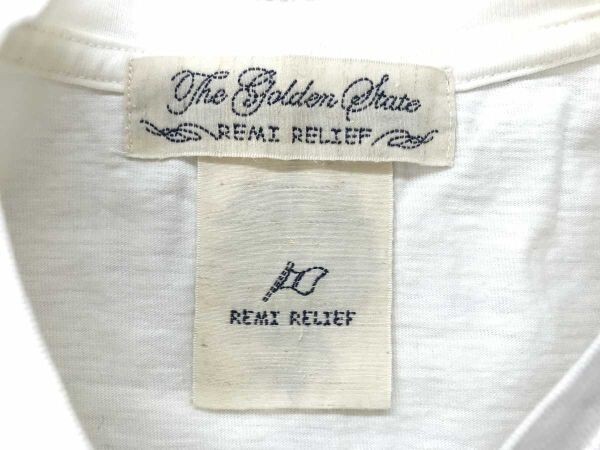 The Golden State
REMI RELIEF
REMI RELIEF